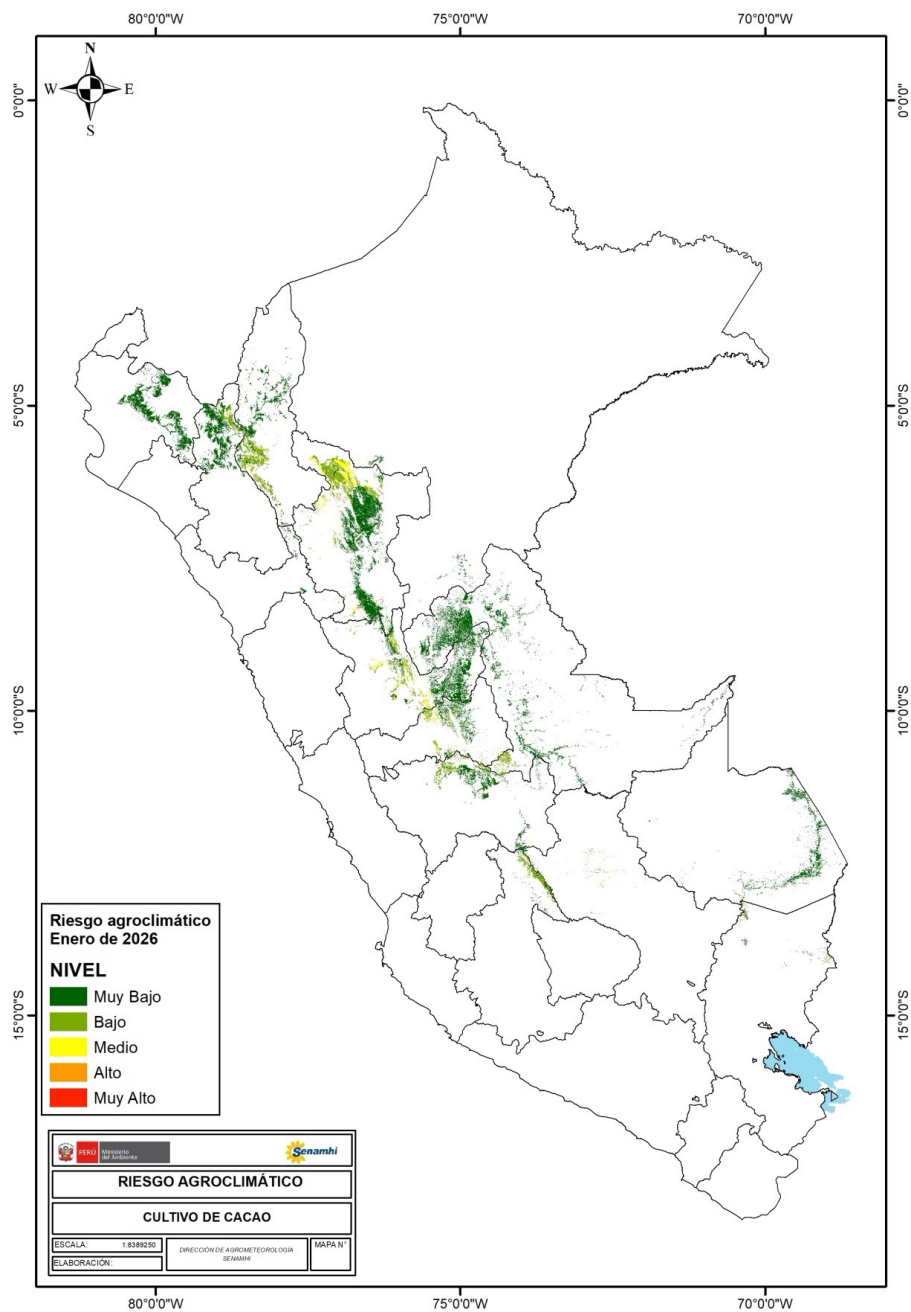 80°0'0"W
75°0'0"W
70°0'0"W
N
W
E
S
0°0'0"
0°0'0"
5°0'0"S
5°0'0"S
10°0'0"S
10°0'0"S
15°0'0"S
15°0'0"S
Riesgo agroclimático
Enero de 2026
NIVEL
Muy Bajo
Bajo
Medio
Alto
Muy Alto
PERÚ
Ministerio
del Ambiente
Senamhi
RIESGO AGROCLIMÁTICO
CULTIVO DE CACAO
ESCALA: 1:8389250
ELABORACIÓN:
DIRECCIÓN DE AGROMETEOROLOGÍA
SENAMHI
MAPA N°
80°0'0"W
75°0'0"W
70°0'0"W